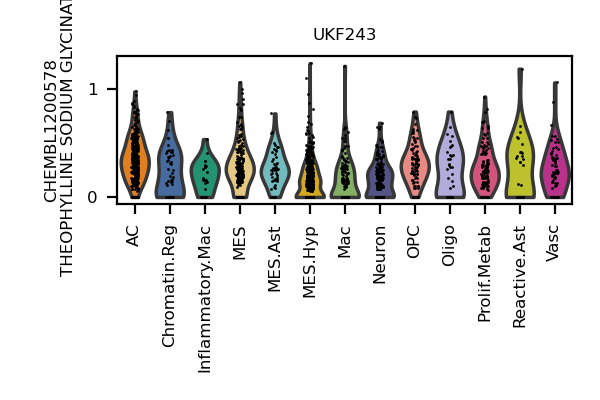 UKF243
CHEMBL1200578
THEOPHYLLINE SODIUM GLYCINAT
1
0
AC
Chromatin.Reg
Inflammatory.Mac
MES
MES.Ast
MES.Hyp
Mac
Neuron
OPC
Oligo
Prolif.Metab
Reactive.Ast
Vasc